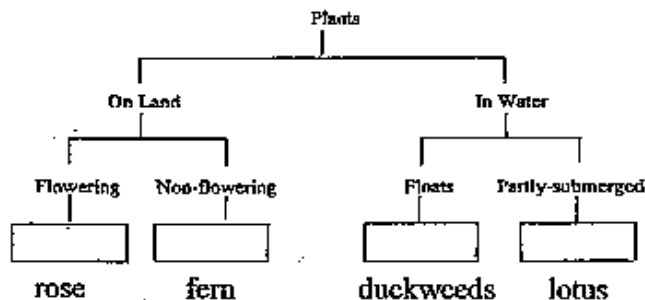 Plants
On Land In Water
Flowering Non-flowering Floats Partly-submerged
rose fern duckweeds lotus